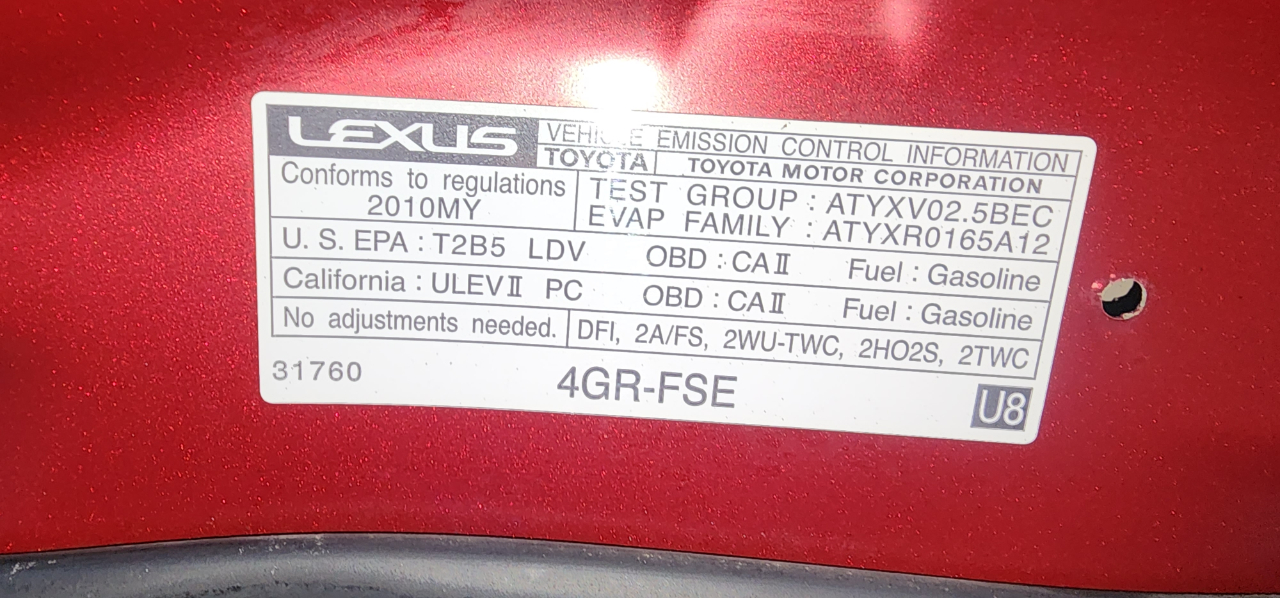 LEXUS VEHICLE EMISSION CONTROL INFORMATION
TOYOTA TOYOTA MOTOR CORPORATION
Conforms to regulations
2010MY
TEST GROUP : ATYXV02.5BEC
EVAP FAMILY : ATYXR0165A12
U. S. EPA : T2B5 LDV OBD : CAⅡ Fuel : Gasoline
California : ULEVⅡ PC OBD : CAⅡ Fuel : Gasoline
No adjustments needed. DFI, 2A/FS, 2WU-TWC, 2HO2S, 2TWC
31760 4GR-FSE U8